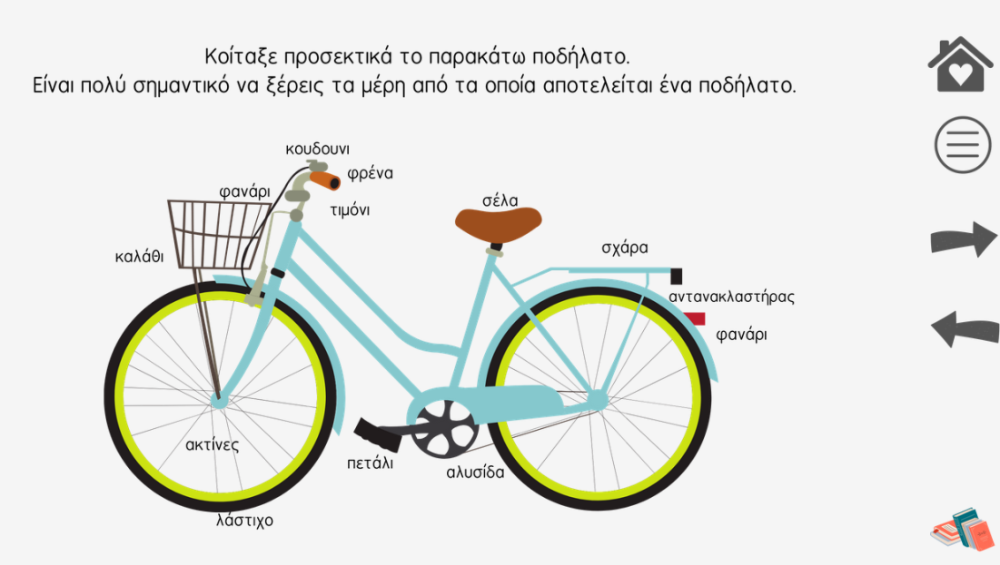 Κοίταξε προσεκτικά το παρακάτω ποδήλατο.
Είναι πολύ σημαντικό να ξέρεις τα μέρη από τα οποία αποτελείται ένα ποδήλατο.
κουδουνι
φρένα
φανάρι
τιμόνι
σέλα
σχάρα
καλάθι
αντανακλαστήρας
φανάρι
ακτίνες
πετάλι
αλυσίδα
λάστιχο